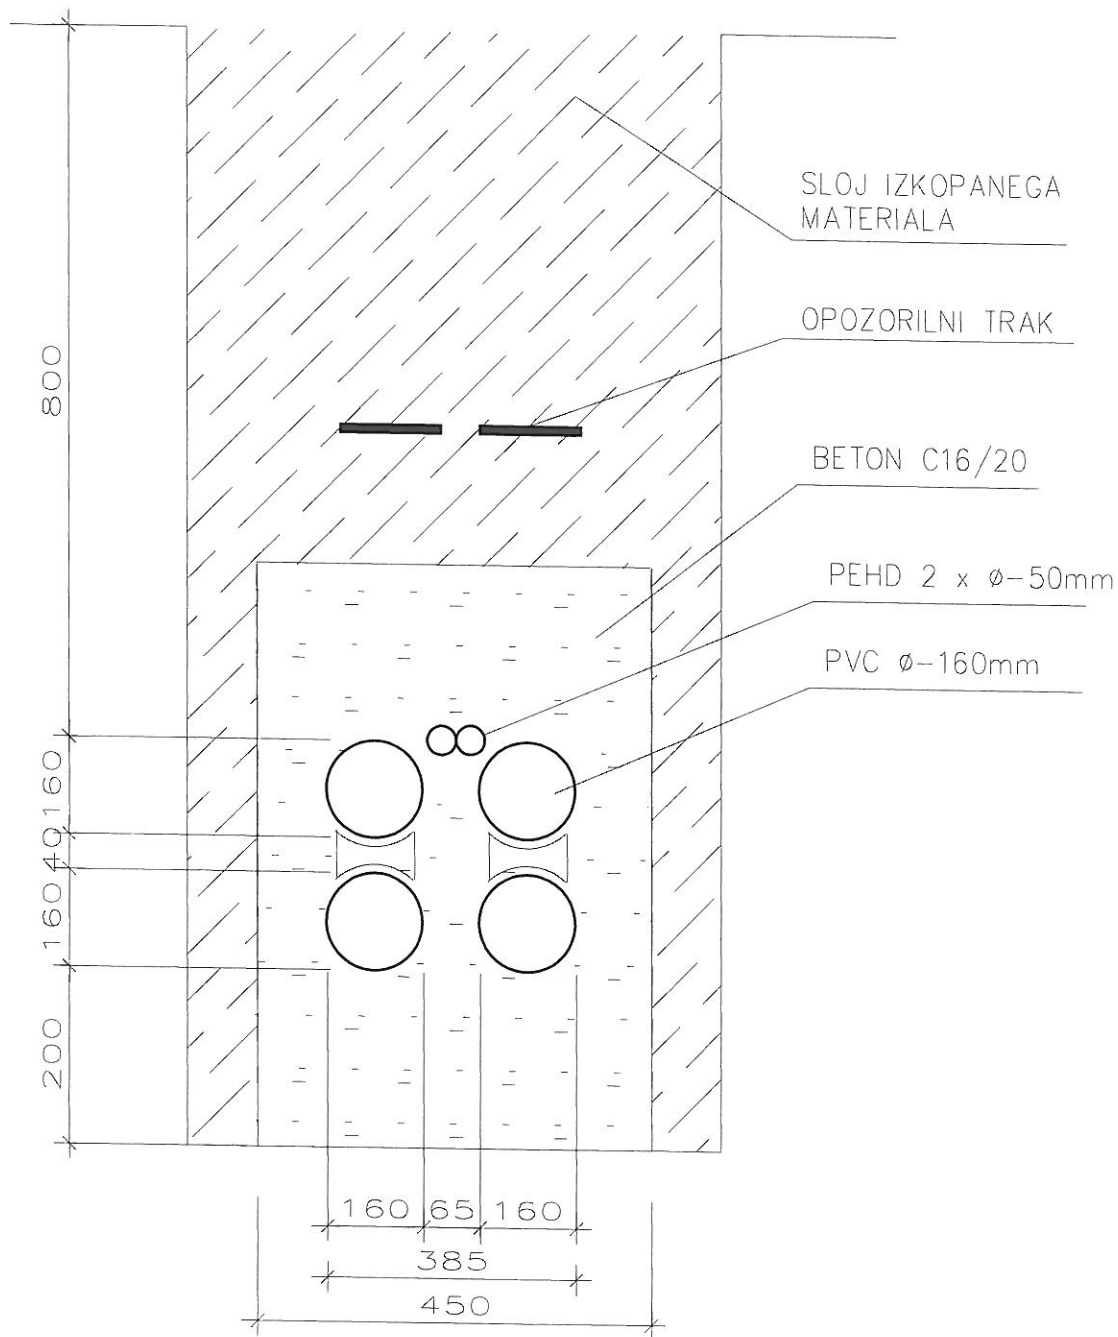 SLOJ IZKOPANEGA
MATERIALA
OPOZORILNI TRAK
BETON C16/20
PEHD 2 x ø-50mm
PVC ø-160mm
800
160
40
160
200
160 65 160
385
450